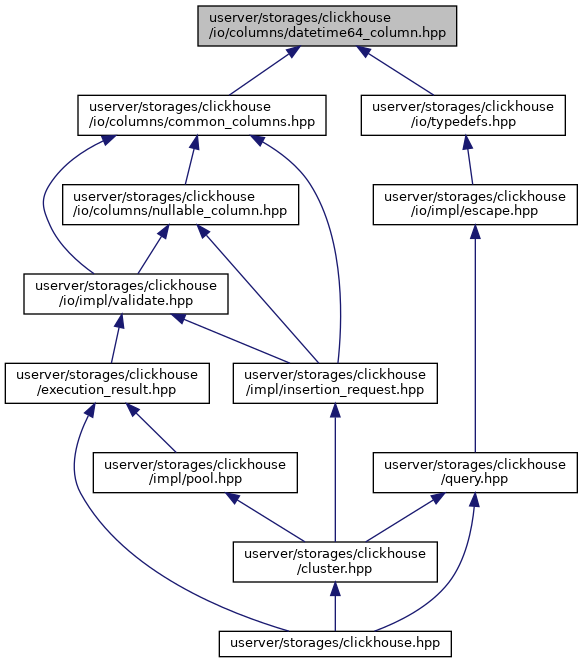 userver/storages/clickhouse
/io/columns/datetime64_column.hpp
userver/storages/clickhouse
/io/columns/common_columns.hpp
userver/storages/clickhouse
/io/typedefs.hpp
userver/storages/clickhouse
/io/columns/nullable_column.hpp
userver/storages/clickhouse
/io/impl/escape.hpp
userver/storages/clickhouse
/io/impl/validate.hpp
userver/storages/clickhouse
/execution_result.hpp
userver/storages/clickhouse
/impl/insertion_request.hpp
userver/storages/clickhouse
/impl/pool.hpp
userver/storages/clickhouse
/query.hpp
userver/storages/clickhouse
/cluster.hpp
userver/storages/clickhouse.hpp